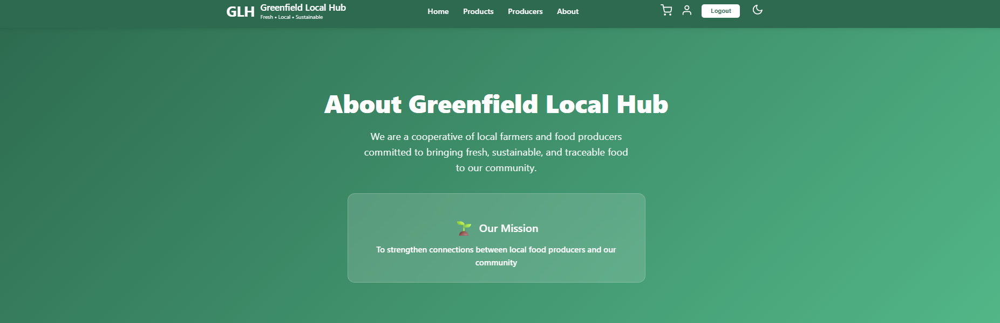 GLH
Greenfield Local Hub
Fresh • Local • Sustainable
Home
Products
Producers
About
Logout
About Greenfield Local Hub
We are a cooperative of local farmers and food producers
committed to bringing fresh, sustainable, and traceable food
to our community.
Our Mission
To strengthen connections between local food producers and our
community